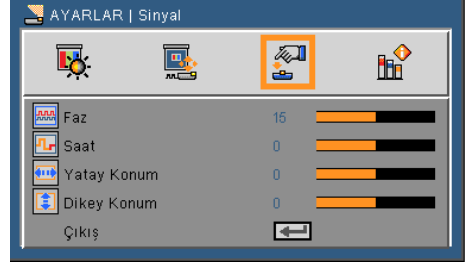 AYARLAR | Sinyal
Faz 15
Saat 0
Yatay Konum 0
Dikey Konum 0
Çıkış